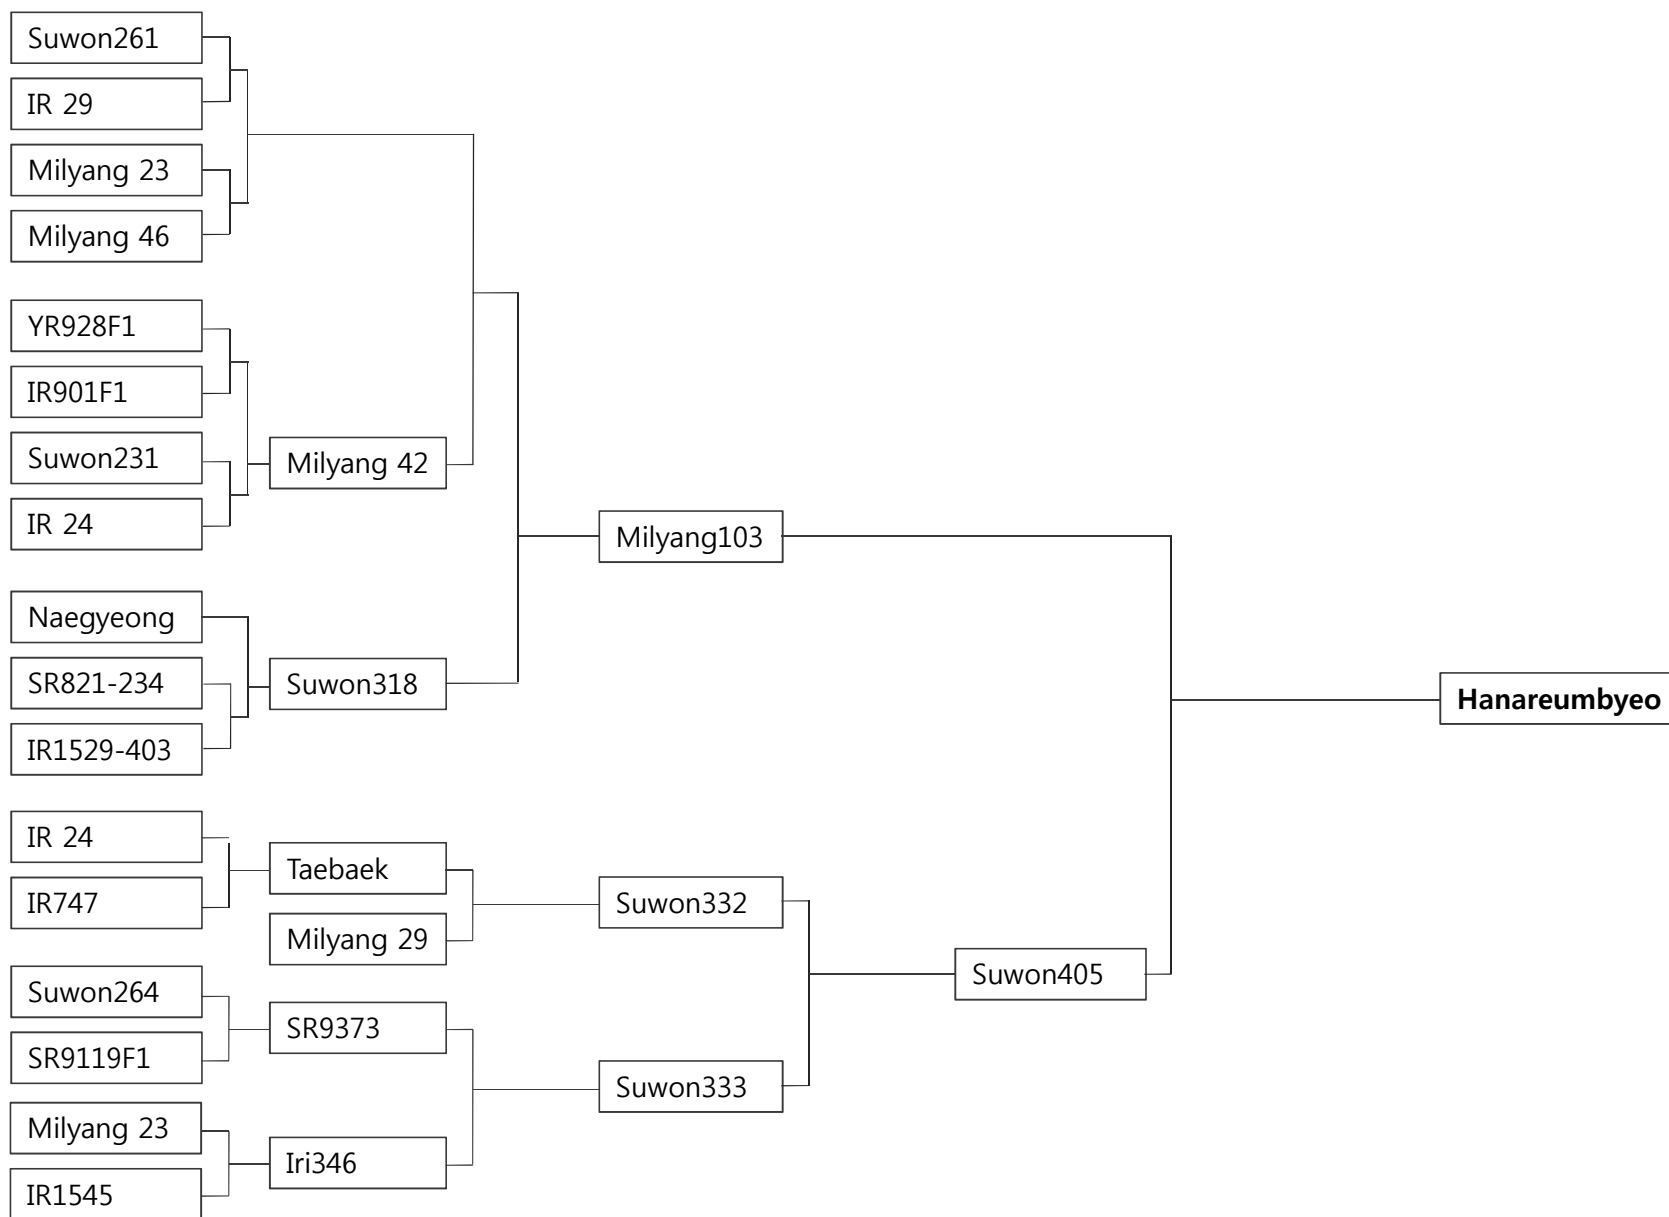 Suwon261
IR 29
Milyang 23
Milyang 46
YR928F1
IR901F1
Suwon231
IR 24
Milyang 42
Naegyeong
SR821-234
IR1529-403
Suwon318
Milyang103
Hanareumbyeo
IR 24
IR747
Taebaek
Milyang 29
Suwon332
Suwon264
SR9119F1
SR9373
Milyang 23
IR1545
Iri346
Suwon333
Suwon405